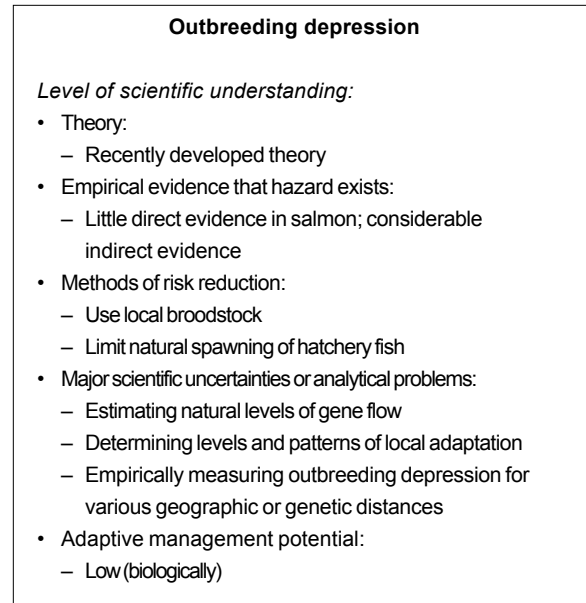 Outbreeding depression
Level of scientific understanding:
• Theory:
– Recently developed theory
• Empirical evidence that hazard exists:
– Little direct evidence in salmon; considerable
indirect evidence
• Methods of risk reduction:
– Use local broodstock
– Limit natural spawning of hatchery fish
• Major scientific uncertainties or analytical problems:
– Estimating natural levels of gene flow
– Determining levels and patterns of local adaptation
– Empirically measuring outbreeding depression for
various geographic or genetic distances
• Adaptive management potential:
– Low (biologically)